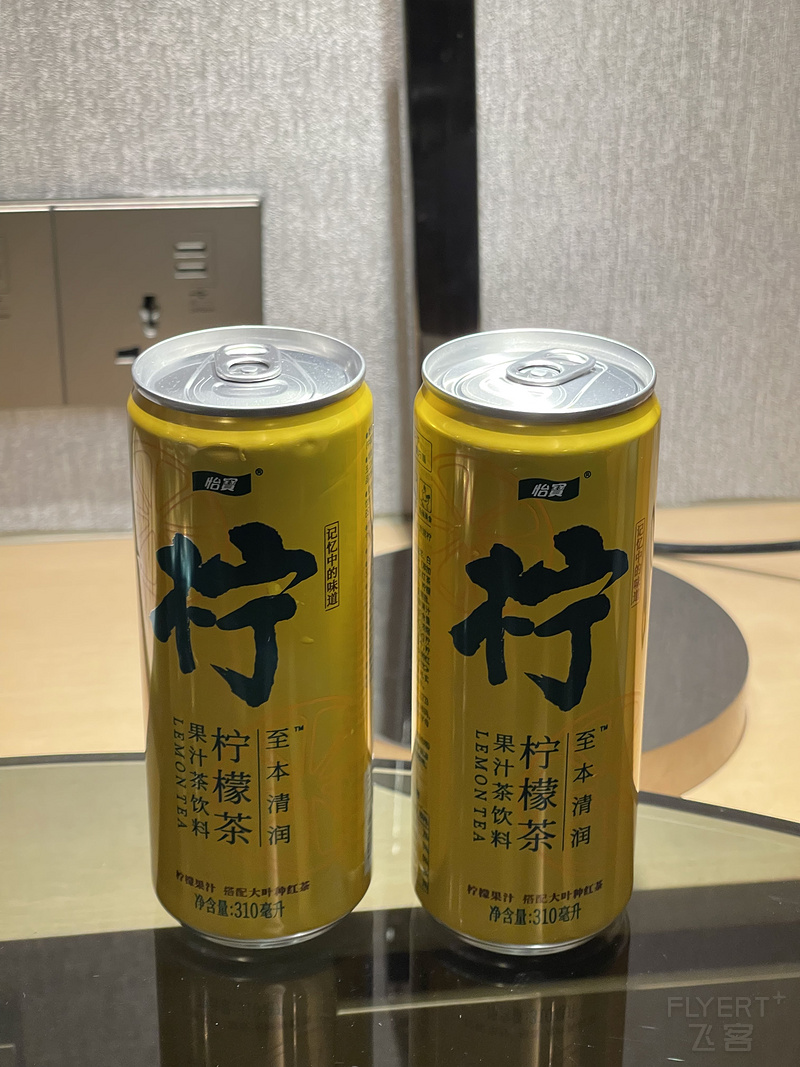 怡寶®
柠
记忆中的味道
至本清润™
柠檬茶
果汁茶饮料
LEMON TEA
柠檬果汁 搭配大叶种红茶
净含量:310毫升
怡寶®
柠
记忆中的味道
至本清润™
柠檬茶
果汁茶饮料
LEMON TEA
柠檬果汁 搭配大叶种红茶
净含量:310毫升
FLYERT+
飞客